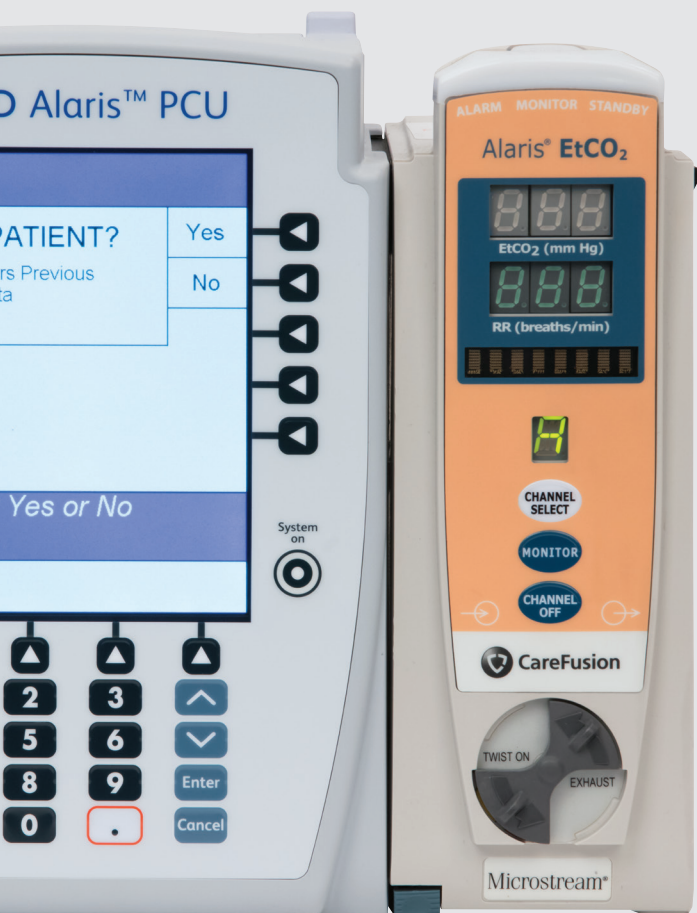 D Alaris™ PCU
PATIENT?
rs Previous
ta
Yes
No
Yes or No
System
on
2
3
5
6
8
9
Enter
0
.
Cancel
ALARM MONITOR STANDBY
Alaris® EtCO₂
EtCO₂ (mm Hg)
RR (breaths/min)
H
CHANNEL
SELECT
MONITOR
CHANNEL
OFF
CareFusion
TWIST ON
EXHAUST
Microstream®